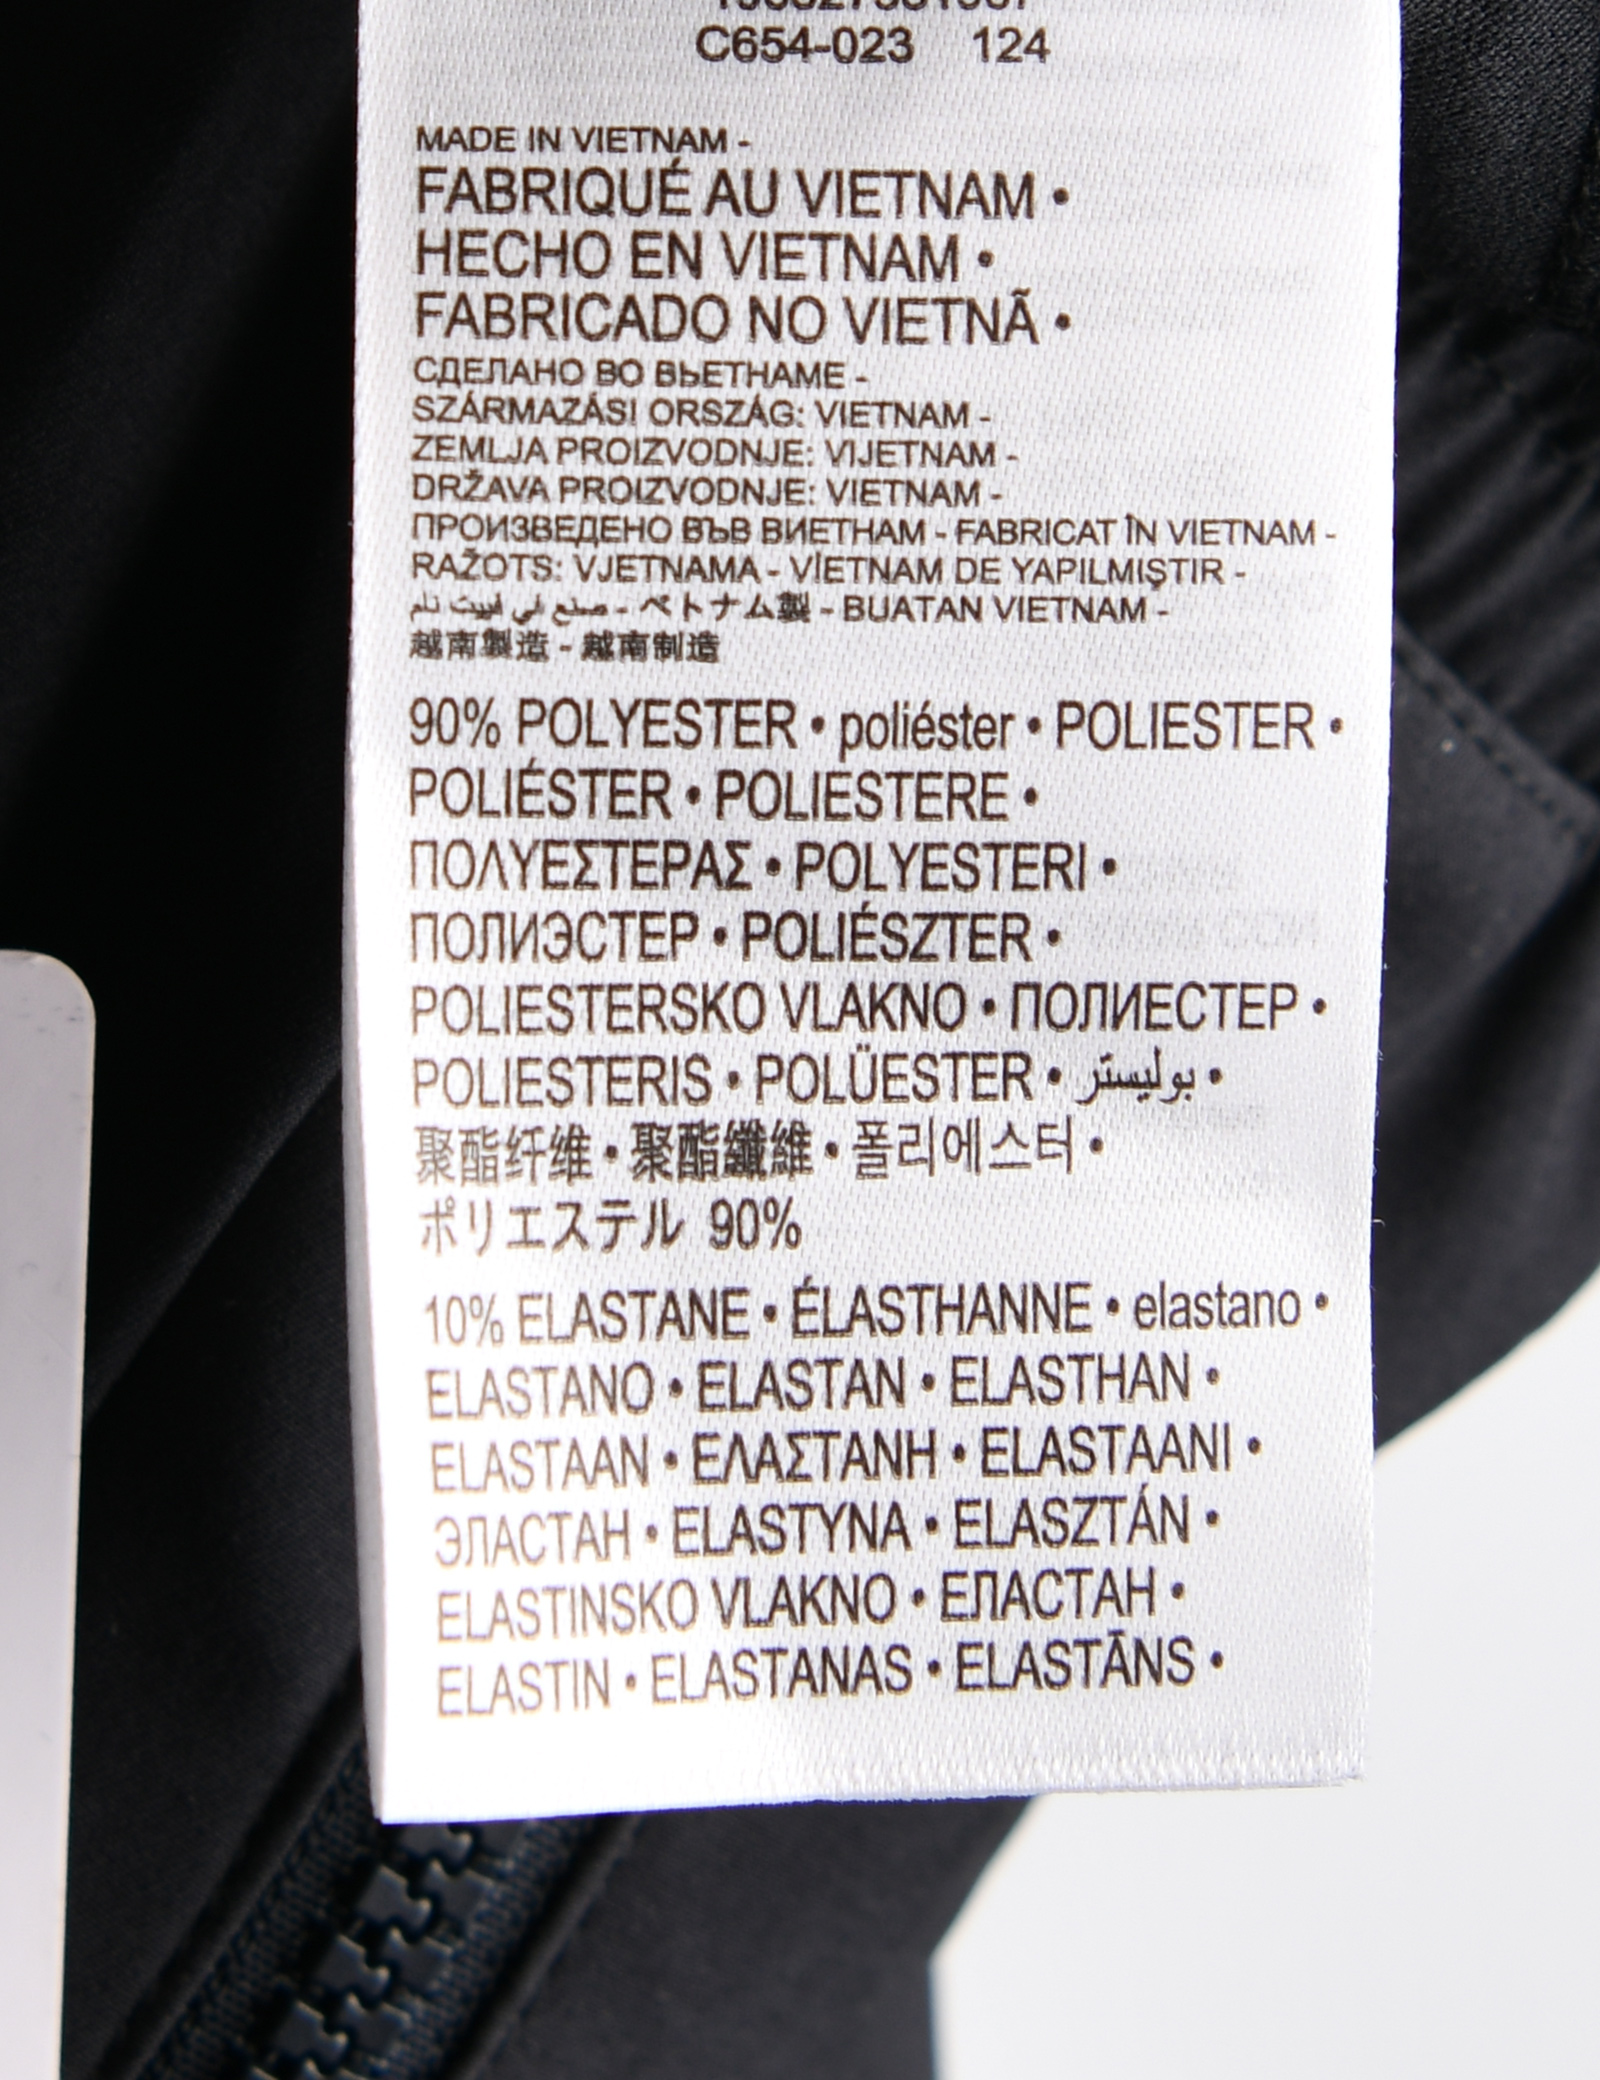 C654-023 124
MADE IN VIETNAM -
FABRIQUÉ AU VIETNAM •
HECHO EN VIETNAM •
FABRICADO NO VIETNÃ •
СДЕЛАНО ВО ВЬЕТНАМЕ -
SZÁRMAZÁSI ORSZÁG: VIETNAM -
ZEMLJA PROIZVODNJE: VIJETNAM -
DRŽAVA PROIZVODNJE: VIETNAM -
ПРОИЗВЕДЕНО ВЪВ ВИЕТНАМ - FABRICAT ÎN VIETNAM -
RAŽOTS: VJETNAMA - VİETNAM DE YAPILMIŞTIR -
صنع في فييت نام - ベトナム製 - BUATAN VIETNAM -
越南製造 - 越南制造
90% POLYESTER • poliéster • POLIESTER •
POLIÉSTER • POLIESTERE •
ΠΟΛΥΕΣΤΕΡΑΣ • POLYESTERI •
ПОЛИЭСТЕР • POLIÉSZTER •
POLIESTERSKO VLAKNO • ПОЛИЕСТЕР •
POLIESTERIS • POLÜESTER • بوليستر •
聚酯纤维 • 聚酯纖維 • 폴리에스터 •
ポリエステル 90%
10% ELASTANE • ÉLASTHANNE • elastano •
ELASTANO • ELASTAN • ELASTHAN •
ELASTAAN • ΕΛΑΣΤΑΝΗ • ELASTAANI •
ЭЛАСТАН • ELASTYNA • ELASZTÁN •
ELASTINSKO VLAKNO • ЕЛАСТАН •
ELASTIN • ELASTANAS • ELASTĀNS •